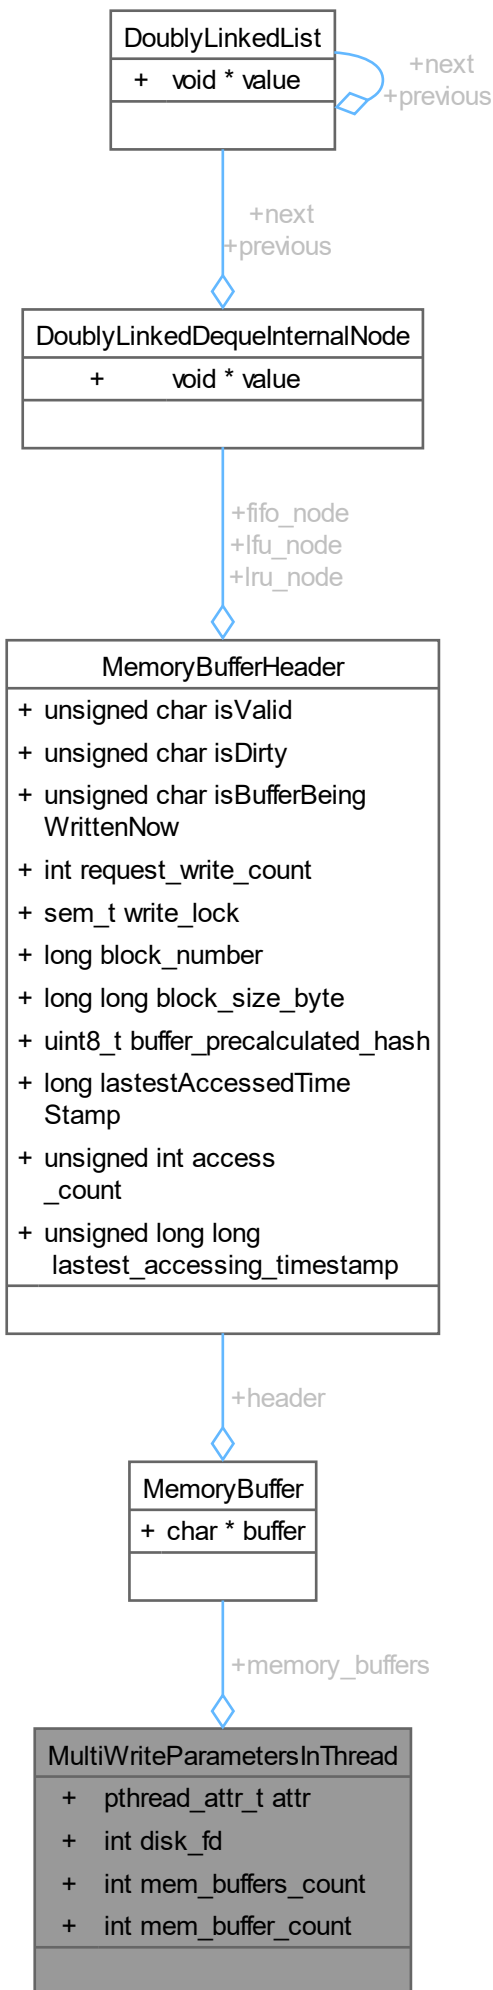 DoublyLinkedList
+ void * value
+next
+previous
+next
+previous
DoublyLinkedDequeInternalNode
+ void * value
+fifo_node
+lfu_node
+lru_node
MemoryBufferHeader
+ unsigned char isValid
+ unsigned char isDirty
+ unsigned char isBufferBeing
WrittenNow
+ int request_write_count
+ sem_t write_lock
+ long block_number
+ long long block_size_byte
+ uint8_t buffer_precalculated_hash
+ long lastestAccessedTime
Stamp
+ unsigned int access
_count
+ unsigned long long
lastest_accessing_timestamp
+header
MemoryBuffer
+ char * buffer
+memory_buffers
MultiWriteParametersInThread
+ pthread_attr_t attr
+ int disk_fd
+ int mem_buffers_count
+ int mem_buffer_count